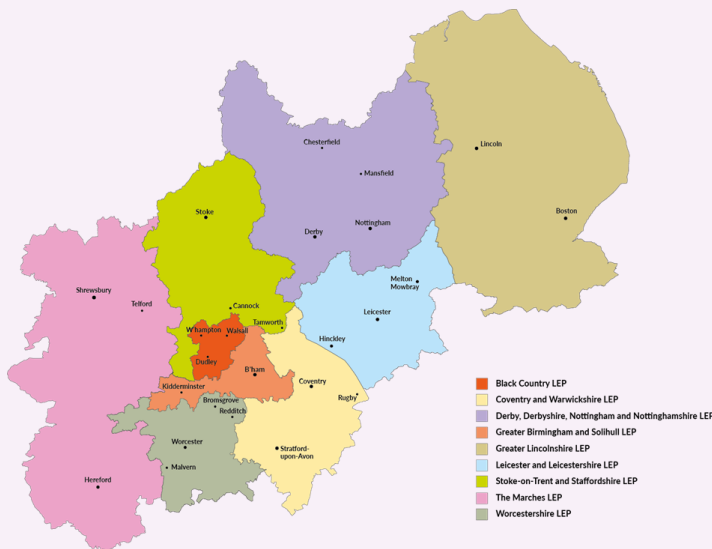 Lincoln
Chesterfield
Mansfield
Stoke
Boston
Nottingham
Derby
Melton
Mowbray
Shrewsbury
Telford
Cannock
Leicester
Tamworth
W'hampton
Walsall
Hinckley
Dudley
B'ham
Kidderminster
Coventry
Rugby
Bromsgrove
Redditch
Worcester
Stratford-
upon-Avon
Malvern
Hereford
Black Country LEP
Coventry and Warwickshire LEP
Derby, Derbyshire, Nottingham and Nottinghamshire LEP
Greater Birmingham and Solihull LEP
Greater Lincolnshire LEP
Leicester and Leicestershire LEP
Stoke-on-Trent and Staffordshire LEP
The Marches LEP
Worcestershire LEP